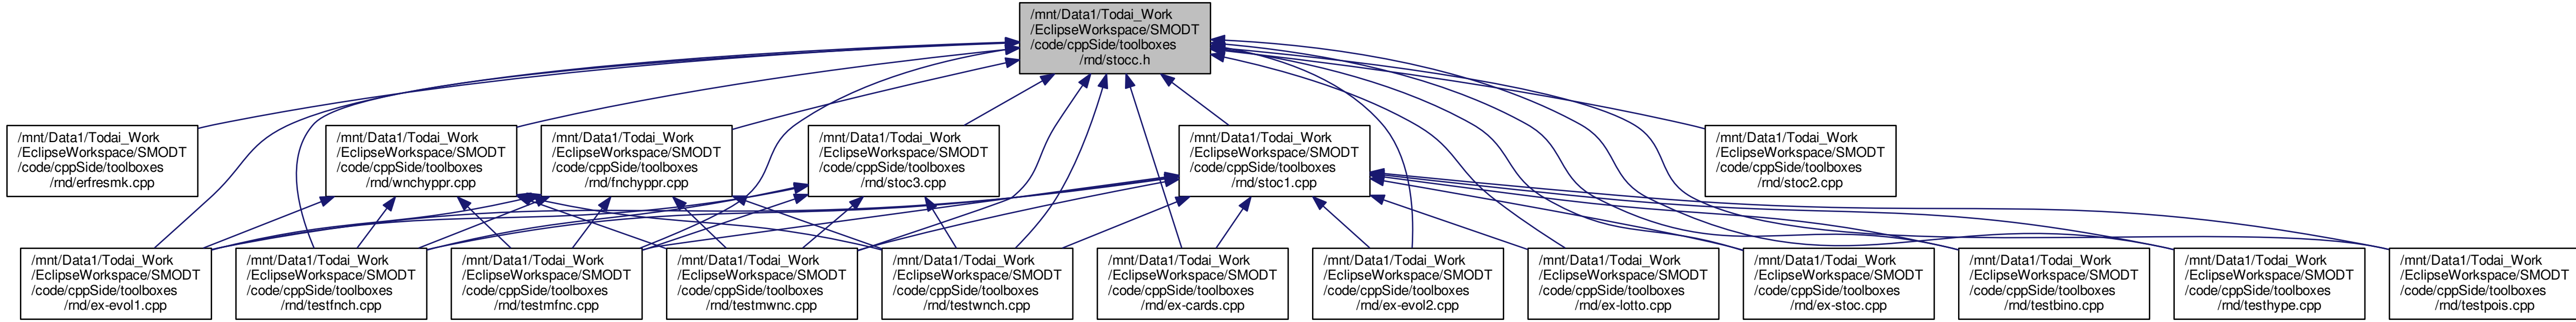 /mnt/Data1/Todai_Work
/EclipseWorkspace/SMODT
/code/cppSide/toolboxes
/rnd/stocc.h
/mnt/Data1/Todai_Work
/EclipseWorkspace/SMODT
/code/cppSide/toolboxes
/rnd/erfresmk.cpp
/mnt/Data1/Todai_Work
/EclipseWorkspace/SMODT
/code/cppSide/toolboxes
/rnd/wnchyppr.cpp
/mnt/Data1/Todai_Work
/EclipseWorkspace/SMODT
/code/cppSide/toolboxes
/rnd/fnchyppr.cpp
/mnt/Data1/Todai_Work
/EclipseWorkspace/SMODT
/code/cppSide/toolboxes
/rnd/stoc3.cpp
/mnt/Data1/Todai_Work
/EclipseWorkspace/SMODT
/code/cppSide/toolboxes
/rnd/stoc1.cpp
/mnt/Data1/Todai_Work
/EclipseWorkspace/SMODT
/code/cppSide/toolboxes
/rnd/stoc2.cpp
/mnt/Data1/Todai_Work
/EclipseWorkspace/SMODT
/code/cppSide/toolboxes
/rnd/ex-evol1.cpp
/mnt/Data1/Todai_Work
/EclipseWorkspace/SMODT
/code/cppSide/toolboxes
/rnd/testfnch.cpp
/mnt/Data1/Todai_Work
/EclipseWorkspace/SMODT
/code/cppSide/toolboxes
/rnd/testmfnc.cpp
/mnt/Data1/Todai_Work
/EclipseWorkspace/SMODT
/code/cppSide/toolboxes
/rnd/testmwnc.cpp
/mnt/Data1/Todai_Work
/EclipseWorkspace/SMODT
/code/cppSide/toolboxes
/rnd/testwnch.cpp
/mnt/Data1/Todai_Work
/EclipseWorkspace/SMODT
/code/cppSide/toolboxes
/rnd/ex-cards.cpp
/mnt/Data1/Todai_Work
/EclipseWorkspace/SMODT
/code/cppSide/toolboxes
/rnd/ex-evol2.cpp
/mnt/Data1/Todai_Work
/EclipseWorkspace/SMODT
/code/cppSide/toolboxes
/rnd/ex-lotto.cpp
/mnt/Data1/Todai_Work
/EclipseWorkspace/SMODT
/code/cppSide/toolboxes
/rnd/ex-stoc.cpp
/mnt/Data1/Todai_Work
/EclipseWorkspace/SMODT
/code/cppSide/toolboxes
/rnd/testbino.cpp
/mnt/Data1/Todai_Work
/EclipseWorkspace/SMODT
/code/cppSide/toolboxes
/rnd/testhype.cpp
/mnt/Data1/Todai_Work
/EclipseWorkspace/SMODT
/code/cppSide/toolboxes
/rnd/testpois.cpp